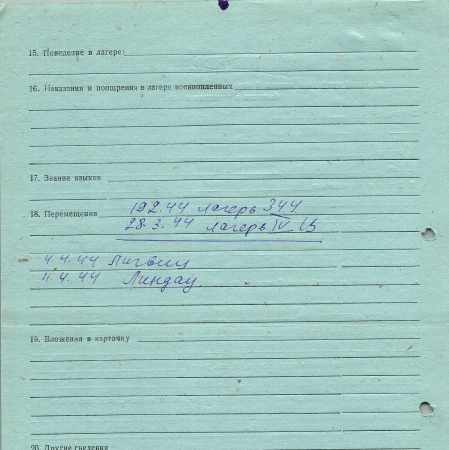 15. Поведение в лагере:
16. Наказания и поощрения в лагере военнопленных
17. Знание языков
19.2.44 лагерь 344
18. Перемещения
28.3.44 лагерь IV-Б
4.4.44 Лигвиц
11.4.44 Линдау.
19. Вложения в карточку
20. Другие сведения